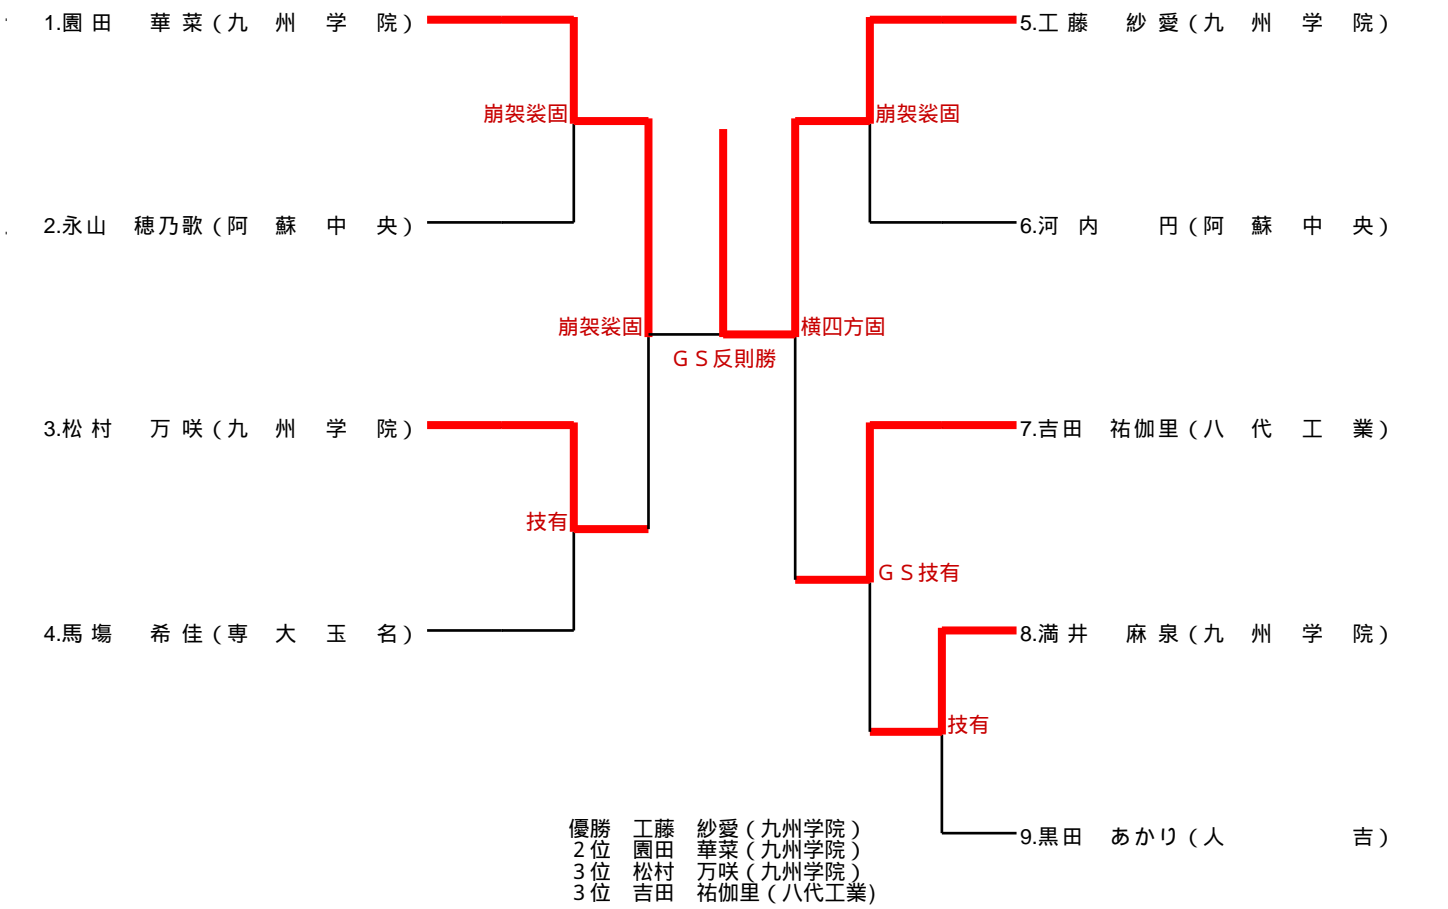 1.園田 華菜(九州学院)
5.工藤 紗愛(九州学院)
崩袈裟固
崩袈裟固
2.永山 穂乃歌(阿蘇中央)
6.河内 円(阿蘇中央)
崩袈裟固
横四方固
ＧＳ反則勝
3.松村 万咲(九州学院)
7.吉田 祐伽里(八代工業)
技有
ＧＳ技有
4.馬塲 希佳(専大玉名)
8.満井 麻泉(九州学院)
技有
9.黒田 あかり(人吉)
優勝 工藤 紗愛(九州学院)
2位 園田 華菜(九州学院)
3位 松村 万咲(九州学院)
3位 吉田 祐伽里(八代工業)